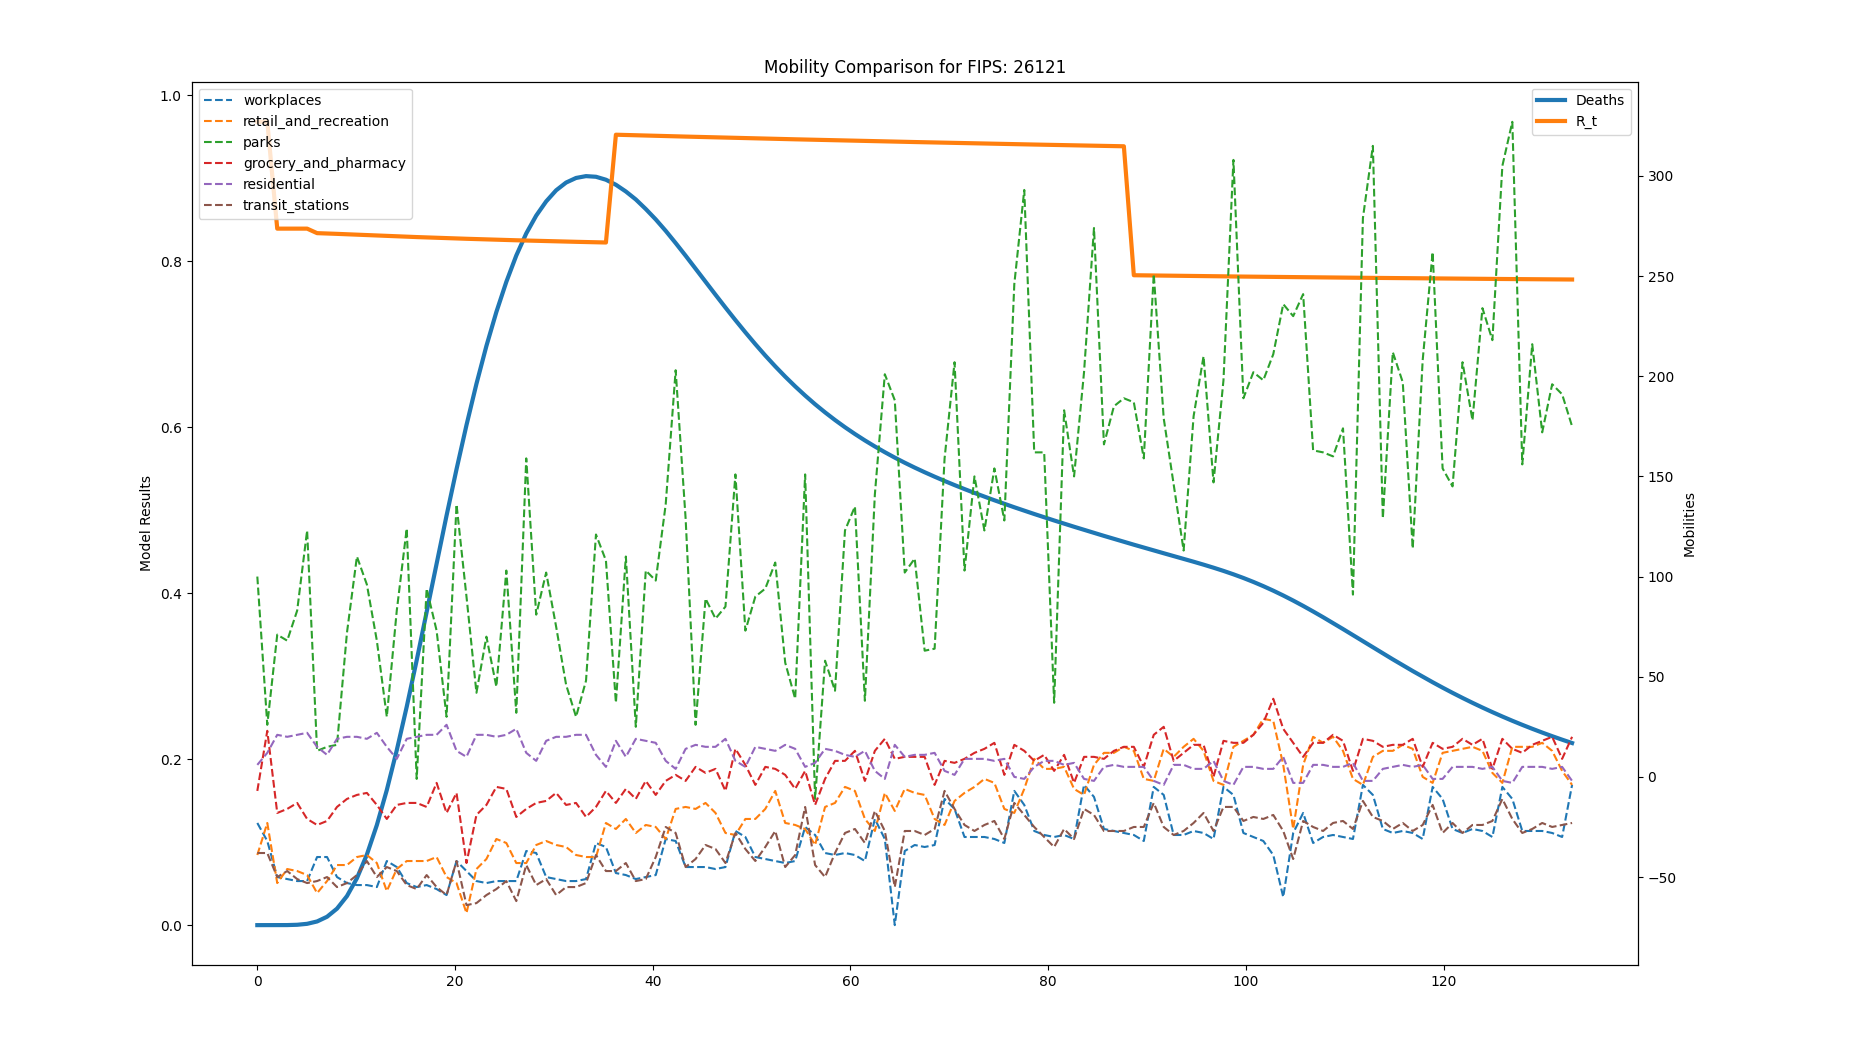 Mobility Comparison for FIPS: 26121
workplaces
retail_and_recreation
parks
grocery_and_pharmacy
residential
transit_stations
Deaths
R_t
1.0
0.8
0.6
0.4
0.2
0.0
Model Results
300
250
200
150
100
50
0
−50
Mobilities
0 20 40 60 80 100 120